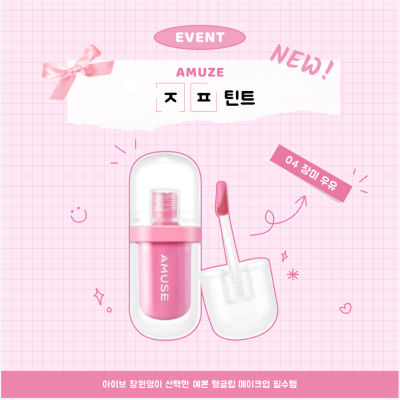 EVENT
NEW!
AMUZE
ㅈ ㅍ 틴트
04 장미 우유
AMUSE
아이브 장원영이 선택한 예쁜 탱글립 메이크업 필수템